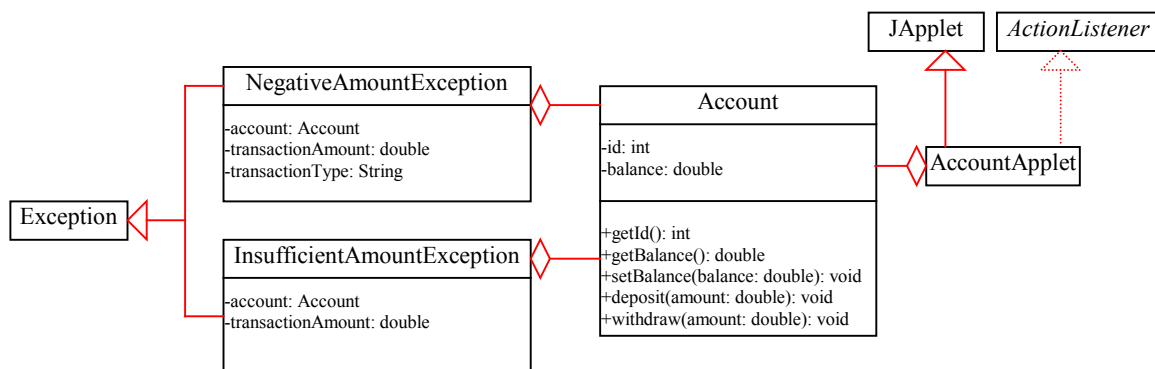 JApplet
ActionListener
NegativeAmountException
-account: Account
-transactionAmount: double
-transactionType: String
Account
-id: int
-balance: double
+getId(): int
+getBalance(): double
+setBalance(balance: double): void
+deposit(amount: double): void
+withdraw(amount: double): void
AccountApplet
Exception
InsufficientAmountException
-account: Account
-transactionAmount: double